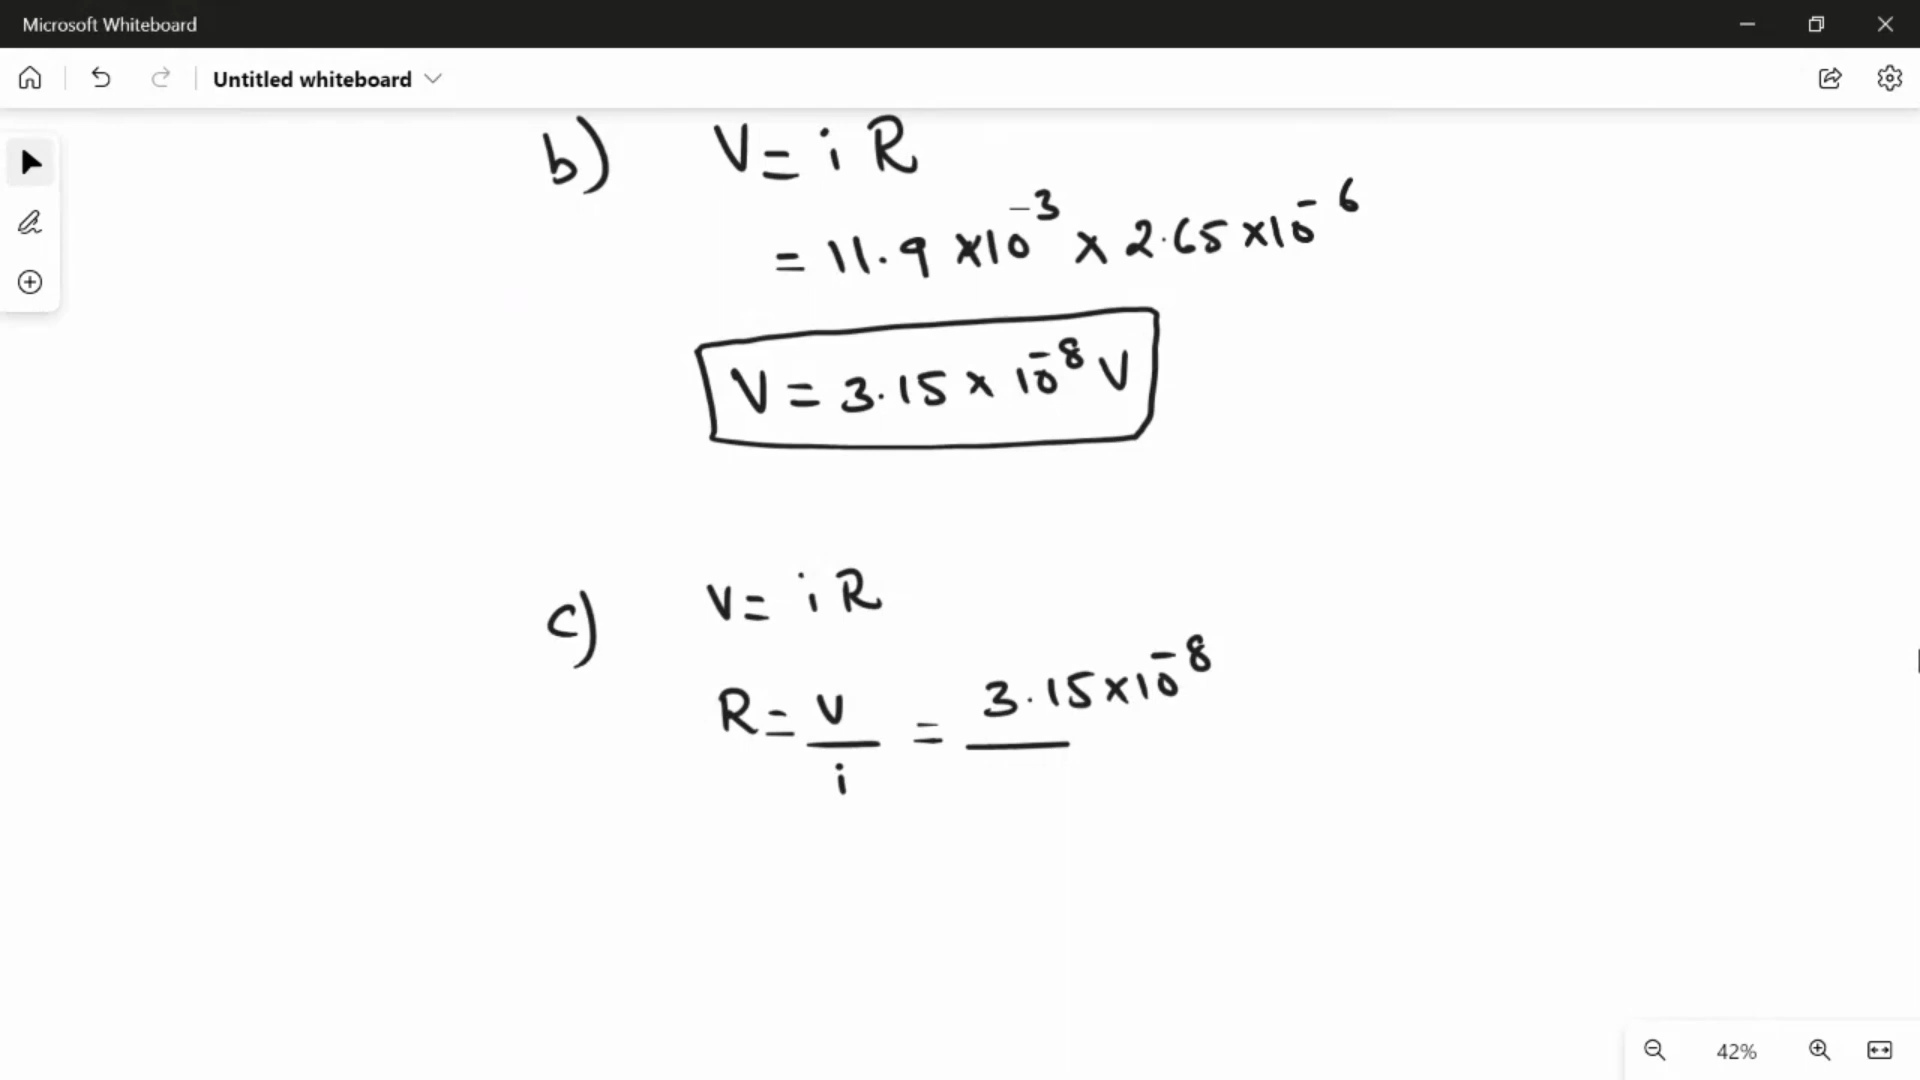 Microsoft Whiteboard
Untitled whiteboard
b) V = i R
= 11.9 × 10⁻³ × 2.65 × 10⁻⁶
V = 3.15 × 10⁻⁸ V
c) V = i R
R = V/i = 3.15 × 10⁻⁸
42%